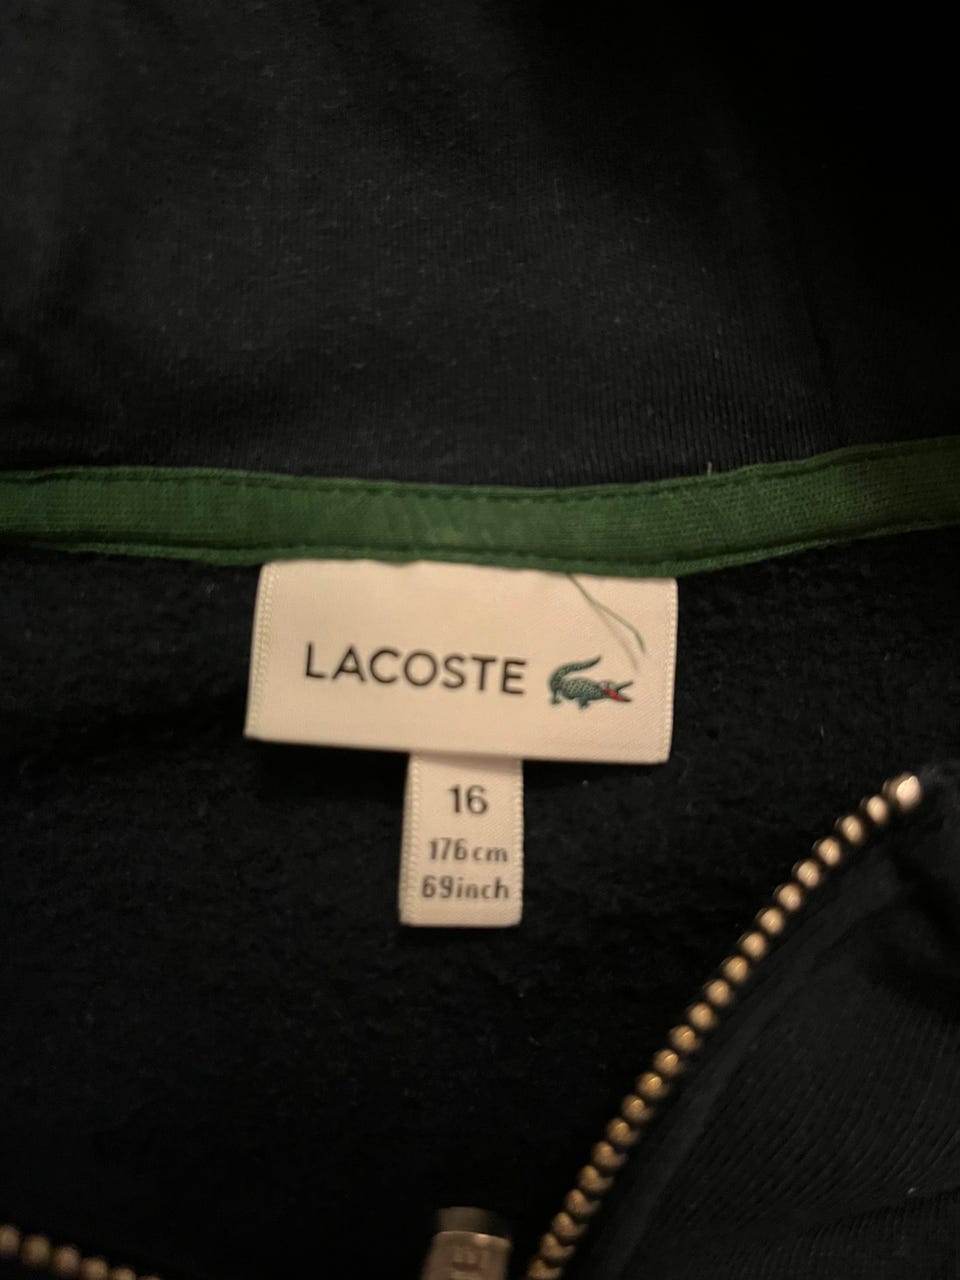 LACOSTE
16
176cm
69inch